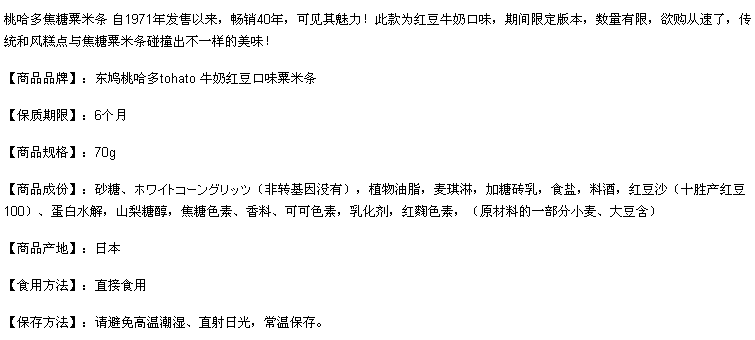 桃哈多焦糖粟米条 自1971年发售以来，畅销40年，可见其魅力！此款为红豆牛奶口味，期间限定版本，数量有限，欲购从速了，传
统和风糕点与焦糖粟米条碰撞出不一样的美味！
【商品品牌】：东鸠桃哈多tohato 牛奶红豆口味粟米条
【保质期限】：6个月
【商品规格】：70g
【商品成份】：砂糖、ホワイトコーングリッツ（非转基因没有），植物油脂，麦琪淋，加糖砖乳，食盐，料酒，红豆沙（十胜产红豆
100）、蛋白水解，山梨糖醇，焦糖色素、香料、可可色素，乳化剂，红麴色素，（原材料的一部分小麦、大豆含）
【商品产地】：日本
【食用方法】：直接食用
【保存方法】：请避免高温潮湿、直射日光，常温保存。